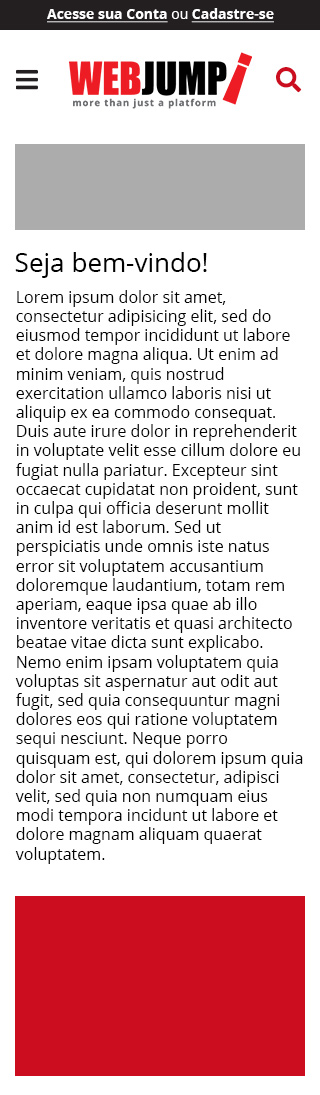 Acesse sua Conta ou Cadastre-se
WEBJUMP!
more than just a platform
Seja bem-vindo!
Lorem ipsum dolor sit amet,
consectetur adipisicing elit, sed do
eiusmod tempor incididunt ut labore
et dolore magna aliqua. Ut enim ad
minim veniam, quis nostrud
exercitation ullamco laboris nisi ut
aliquip ex ea commodo consequat.
Duis aute irure dolor in reprehenderit
in voluptate velit esse cillum dolore eu
fugiat nulla pariatur. Excepteur sint
occaecat cupidatat non proident, sunt
in culpa qui officia deserunt mollit
anim id est laborum. Sed ut
perspiciatis unde omnis iste natus
error sit voluptatem accusantium
doloremque laudantium, totam rem
aperiam, eaque ipsa quae ab illo
inventore veritatis et quasi architecto
beatae vitae dicta sunt explicabo.
Nemo enim ipsam voluptatem quia
voluptas sit aspernatur aut odit aut
fugit, sed quia consequuntur magni
dolores eos qui ratione voluptatem
sequi nesciunt. Neque porro
quisquam est, qui dolorem ipsum quia
dolor sit amet, consectetur, adipisci
velit, sed quia non numquam eius
modi tempora incidunt ut labore et
dolore magnam aliquam quaerat
voluptatem.